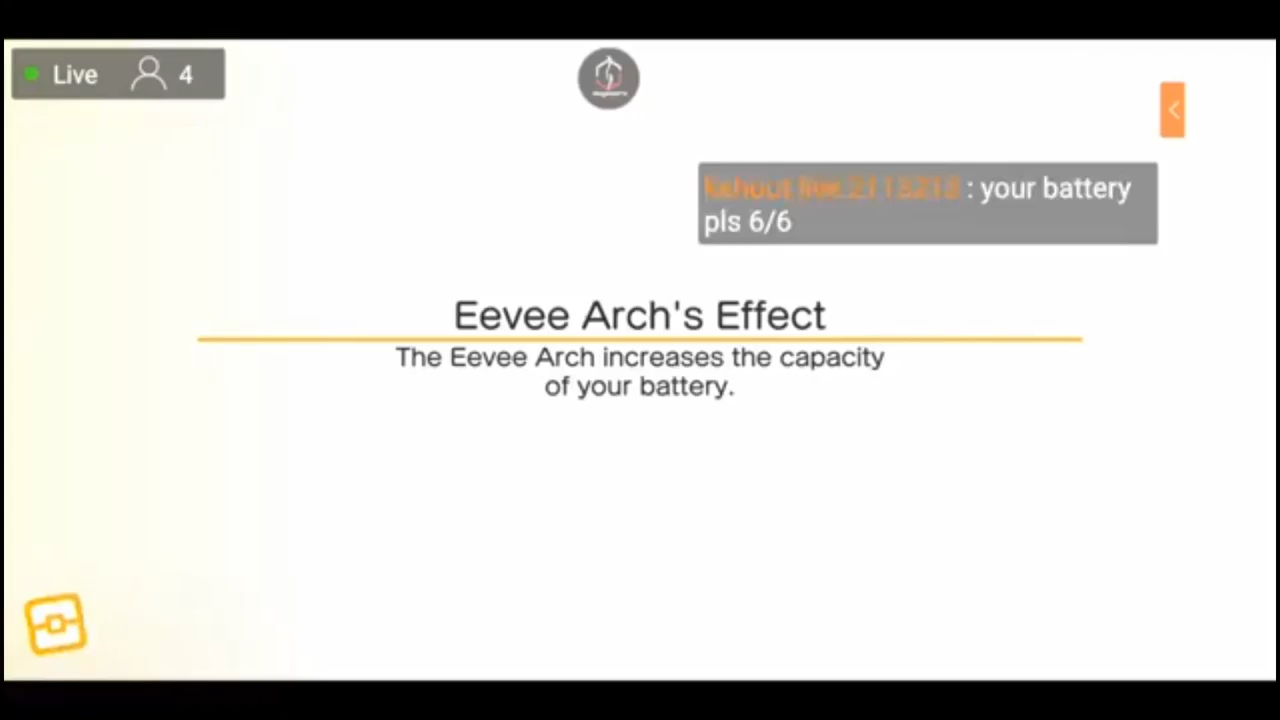 Live 4
: your battery
pls 6/6
Eevee Arch's Effect
The Eevee Arch increases the capacity
of your battery.